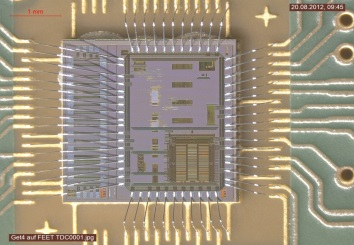 1 mm
20.08.2012, 09:45
Get4 auf FEET TDC0001.jpg